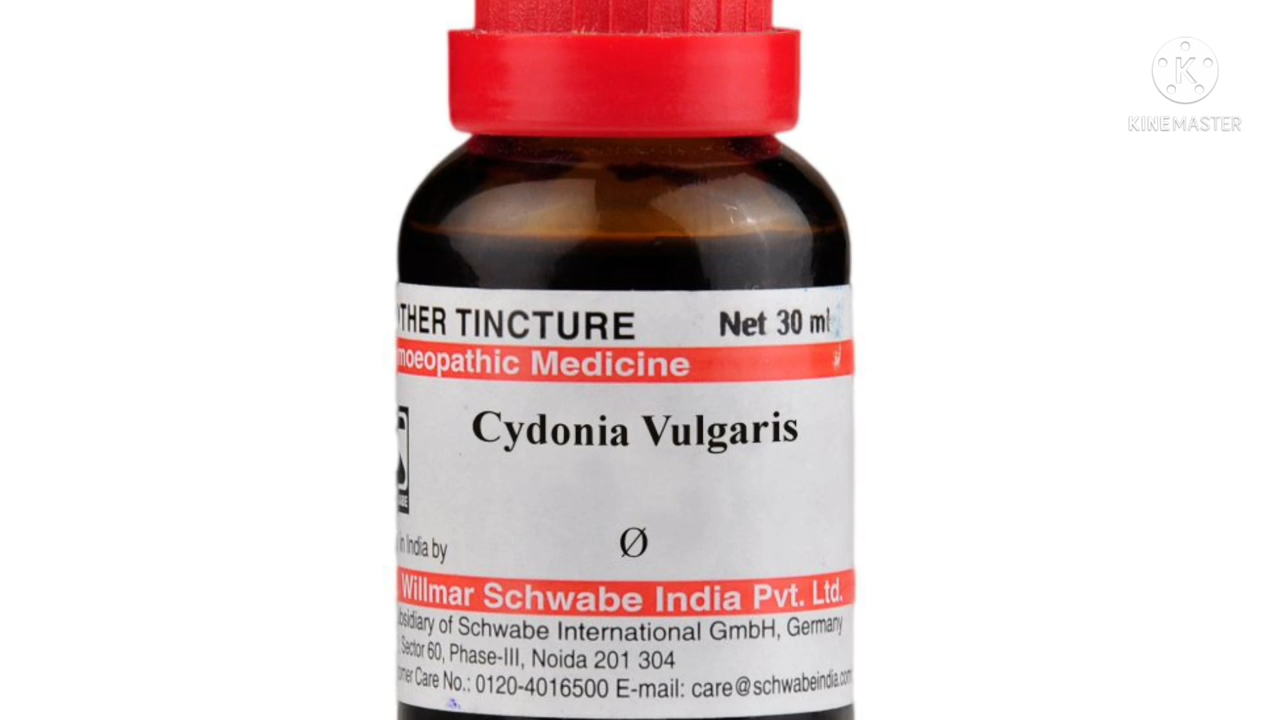 K
KINEMASTER
THER TINCTURE Net 30 ml
moeopathic Medicine
Cydonia Vulgaris
Ø
in India by
Willmar Schwabe India Pvt. Ltd.
bsidiary of Schwabe International GmbH, Germany
Sector 60, Phase-III, Noida 201 304
omer Care No.: 0120-4016500 E-mail: care@schwabeindia.com